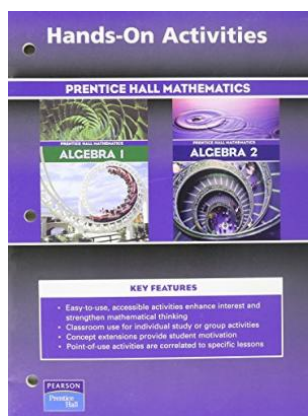 Hands-On Activities
PRENTICE HALL MATHEMATICS
PRENTICE HALL MATHEMATICS
ALGEBRA 1
PRENTICE HALL MATHEMATICS
ALGEBRA 2
KEY FEATURES
• Easy-to-use, accessible activities enhance interest and
strengthen mathematical thinking
• Classroom use for individual study or group activities
• Concept extensions provide student motivation
• Point-of-use activities are correlated to specific lessons
PEARSON
Prentice
Hall